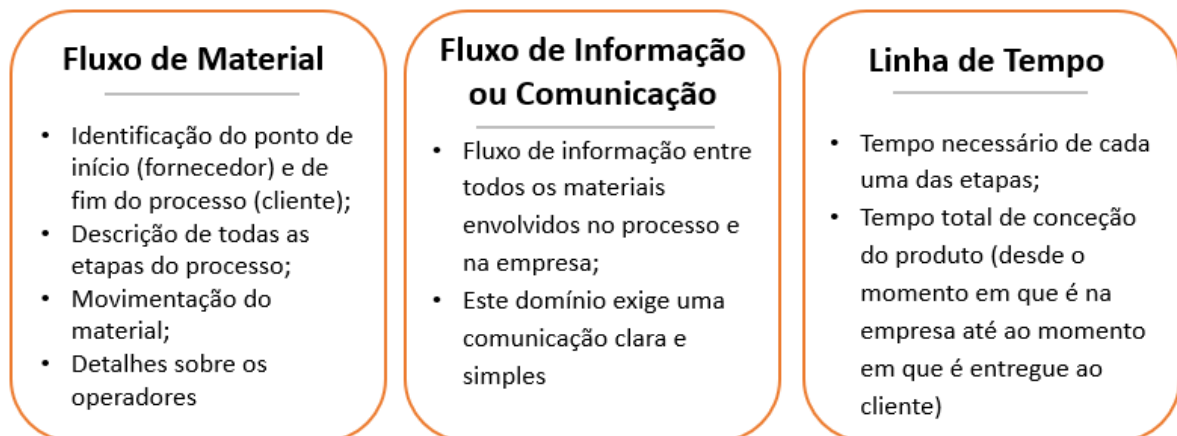 Fluxo de Material
• Identificação do ponto de
início (fornecedor) e de
fim do processo (cliente);
• Descrição de todas as
etapas do processo;
• Movimentação do
material;
• Detalhes sobre os
operadores
Fluxo de Informação
ou Comunicação
• Fluxo de informação entre
todos os materiais
envolvidos no processo e
na empresa;
• Este domínio exige uma
comunicação clara e
simples
Linha de Tempo
• Tempo necessário de cada
uma das etapas;
• Tempo total de conceção
do produto (desde o
momento em que é na
empresa até ao momento
em que é entregue ao
cliente)